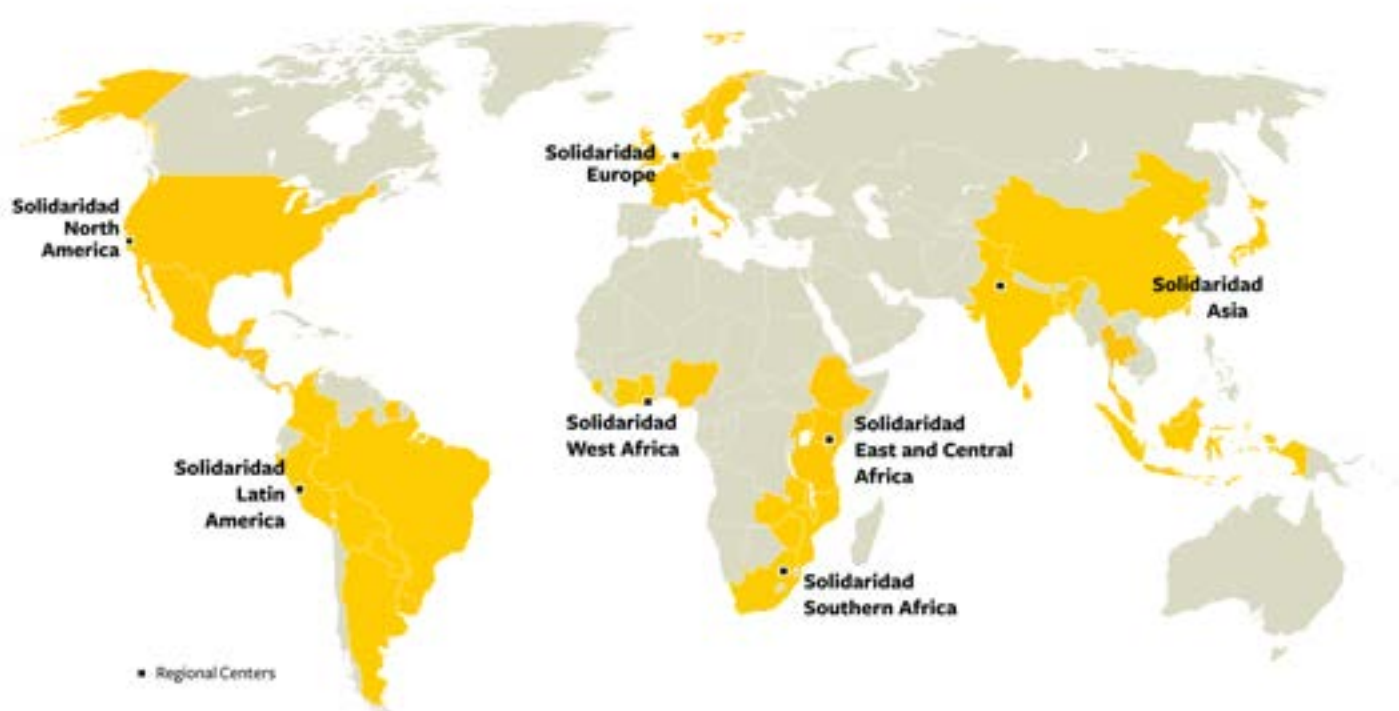 Solidaridad
North
America
Solidaridad
Europe
Solidaridad
Asia
Solidaridad
West Africa
Solidaridad
East and Central
Africa
Solidaridad
Latin
America
Solidaridad
Southern Africa
Regional Centers